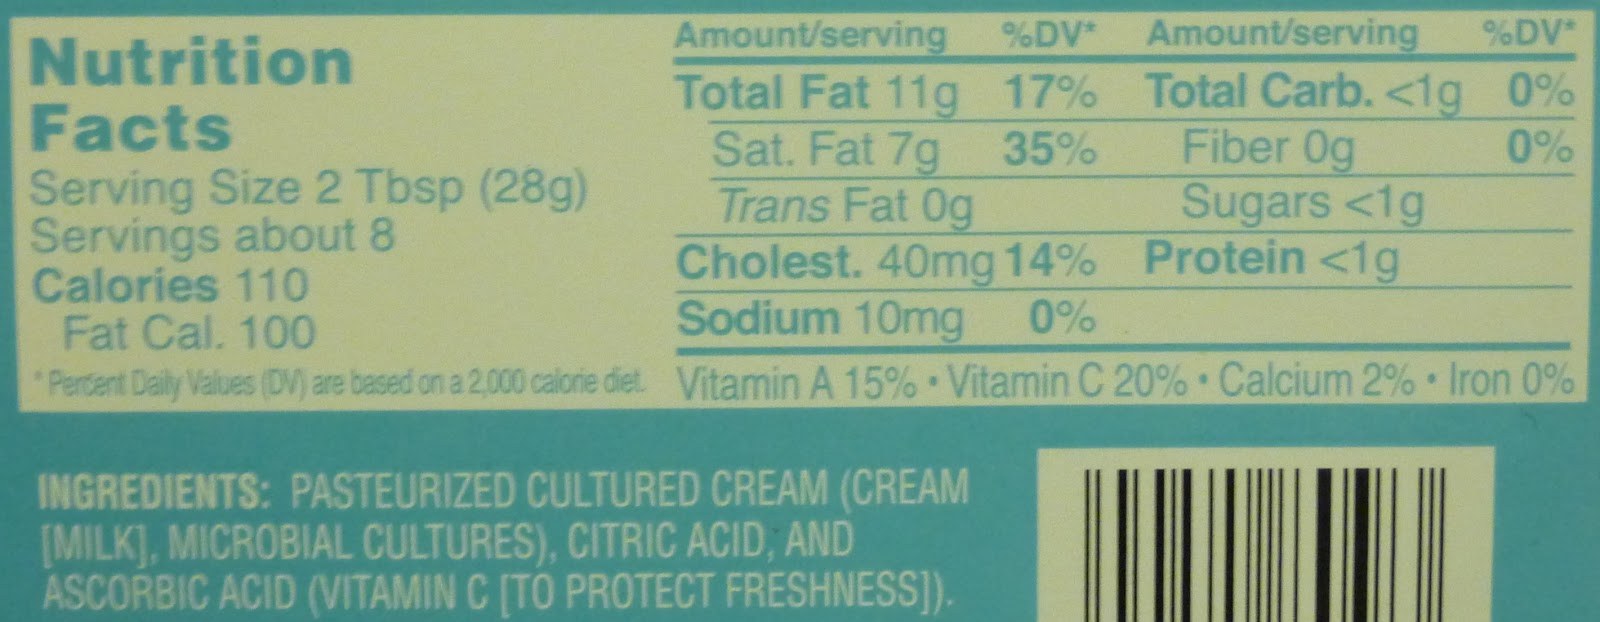 Nutrition
Facts
Serving Size 2 Tbsp (28g)
Servings about 8
Calories 110
Fat Cal. 100
* Percent Daily Values (DV) are based on a 2,000 calorie diet.
Amount/serving %DV* Amount/serving %DV*
Total Fat 11g 17% Total Carb. <1g 0%
Sat. Fat 7g 35% Fiber 0g 0%
Trans Fat 0g Sugars <1g
Cholest. 40mg 14% Protein <1g
Sodium 10mg 0%
Vitamin A 15% • Vitamin C 20% • Calcium 2% • Iron 0%
INGREDIENTS: PASTEURIZED CULTURED CREAM (CREAM
[MILK], MICROBIAL CULTURES), CITRIC ACID, AND
ASCORBIC ACID (VITAMIN C [TO PROTECT FRESHNESS]).